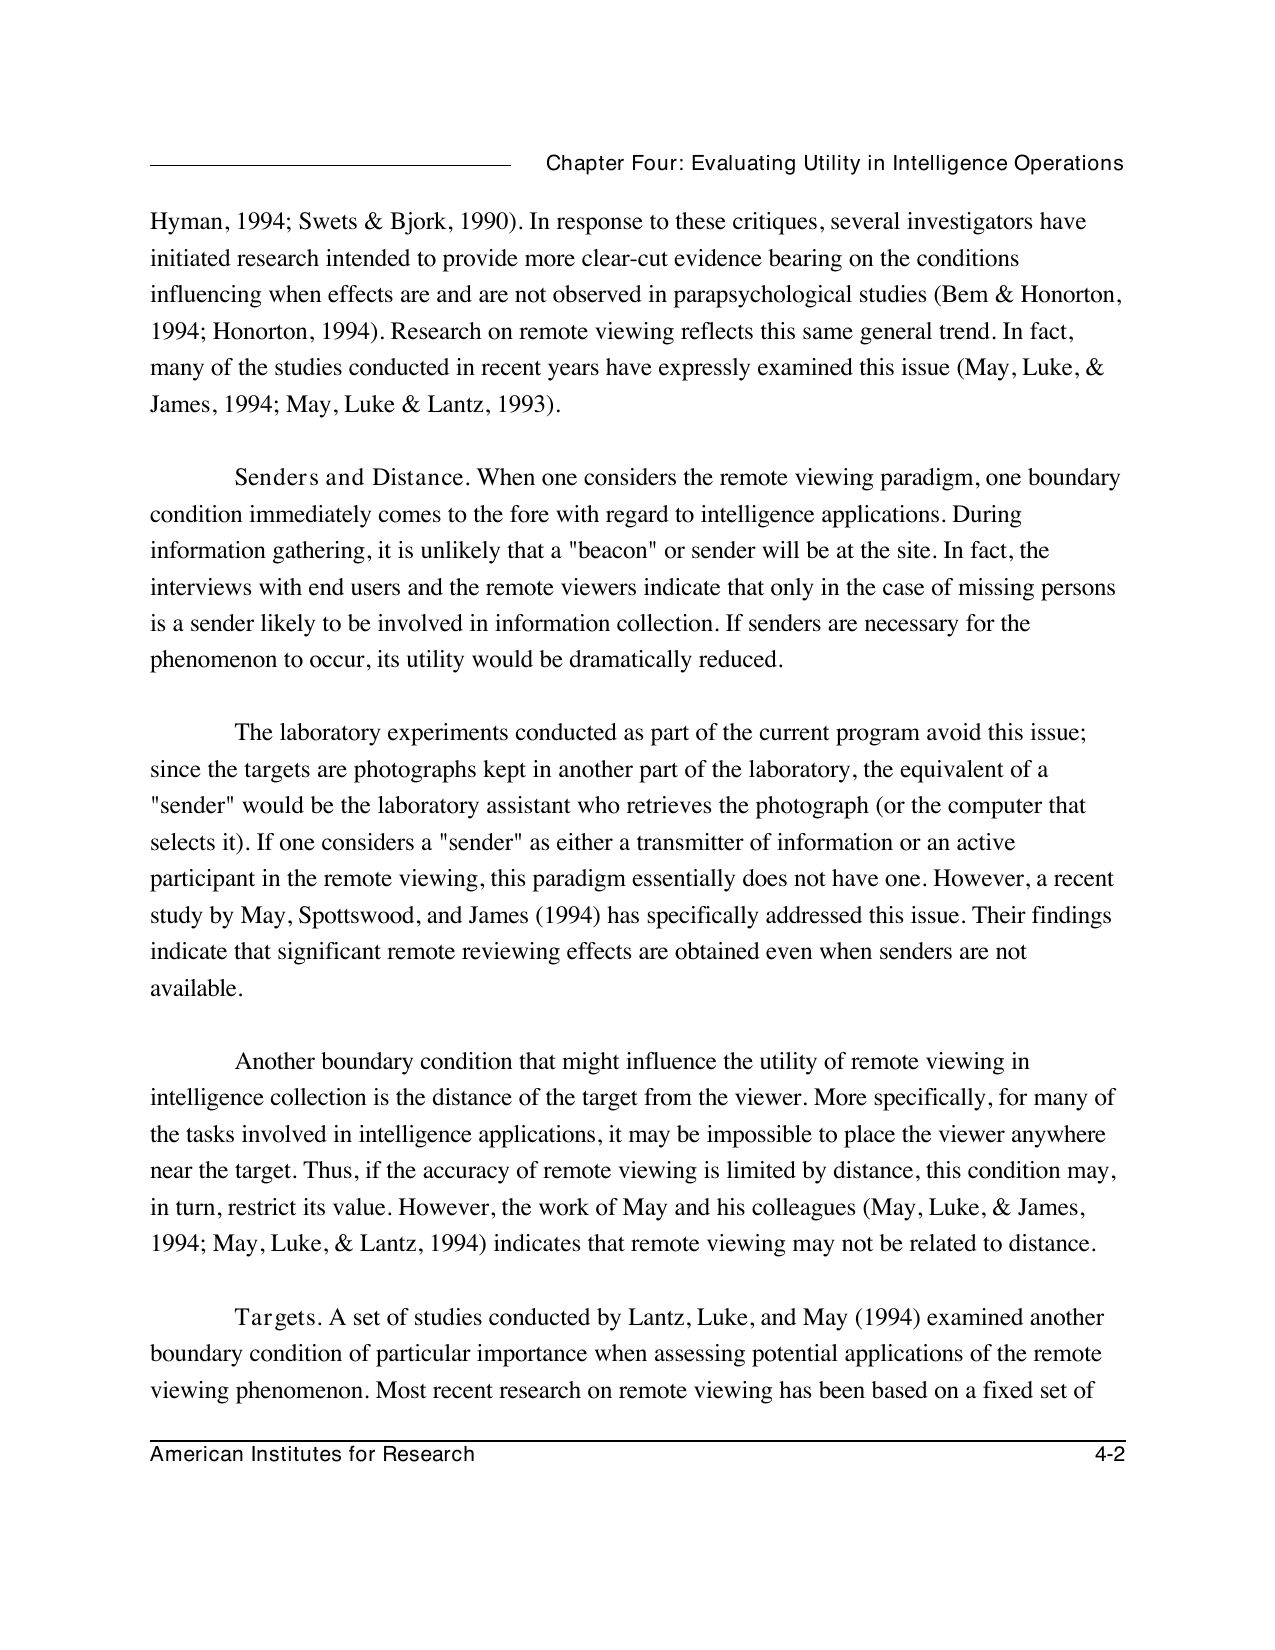 Chapter Four: Evaluating Utility in Intelligence Operations
Hyman, 1994; Swets & Bjork, 1990). In response to these critiques, several investigators have
initiated research intended to provide more clear-cut evidence bearing on the conditions
influencing when effects are and are not observed in parapsychological studies (Bem & Honorton,
1994; Honorton, 1994). Research on remote viewing reflects this same general trend. In fact,
many of the studies conducted in recent years have expressly examined this issue (May, Luke, &
James, 1994; May, Luke & Lantz, 1993).
Senders and Distance. When one considers the remote viewing paradigm, one boundary
condition immediately comes to the fore with regard to intelligence applications. During
information gathering, it is unlikely that a "beacon" or sender will be at the site. In fact, the
interviews with end users and the remote viewers indicate that only in the case of missing persons
is a sender likely to be involved in information collection. If senders are necessary for the
phenomenon to occur, its utility would be dramatically reduced.
The laboratory experiments conducted as part of the current program avoid this issue;
since the targets are photographs kept in another part of the laboratory, the equivalent of a
"sender" would be the laboratory assistant who retrieves the photograph (or the computer that
selects it). If one considers a "sender" as either a transmitter of information or an active
participant in the remote viewing, this paradigm essentially does not have one. However, a recent
study by May, Spottswood, and James (1994) has specifically addressed this issue. Their findings
indicate that significant remote reviewing effects are obtained even when senders are not
available.
Another boundary condition that might influence the utility of remote viewing in
intelligence collection is the distance of the target from the viewer. More specifically, for many of
the tasks involved in intelligence applications, it may be impossible to place the viewer anywhere
near the target. Thus, if the accuracy of remote viewing is limited by distance, this condition may,
in turn, restrict its value. However, the work of May and his colleagues (May, Luke, & James,
1994; May, Luke, & Lantz, 1994) indicates that remote viewing may not be related to distance.
Targets. A set of studies conducted by Lantz, Luke, and May (1994) examined another
boundary condition of particular importance when assessing potential applications of the remote
viewing phenomenon. Most recent research on remote viewing has been based on a fixed set of
American Institutes for Research 4-2